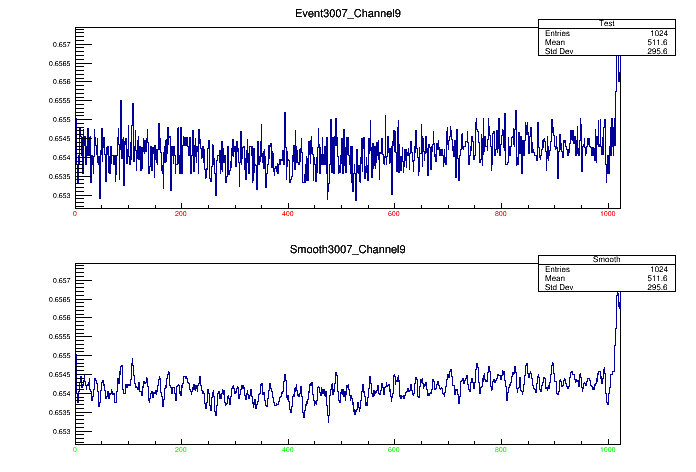 Event3007_Channel9
Test
Entries 1024
Mean 511.6
Std Dev 295.6
0.657
0.6565
0.656
0.6555
0.655
0.6545
0.654
0.6535
0.653
0 200 400 600 800 1000
Smooth3007_Channel9
Smooth
Entries 1024
Mean 511.6
Std Dev 295.6
0.657
0.6565
0.656
0.6555
0.655
0.6545
0.654
0.6535
0.653
0 200 400 600 800 1000